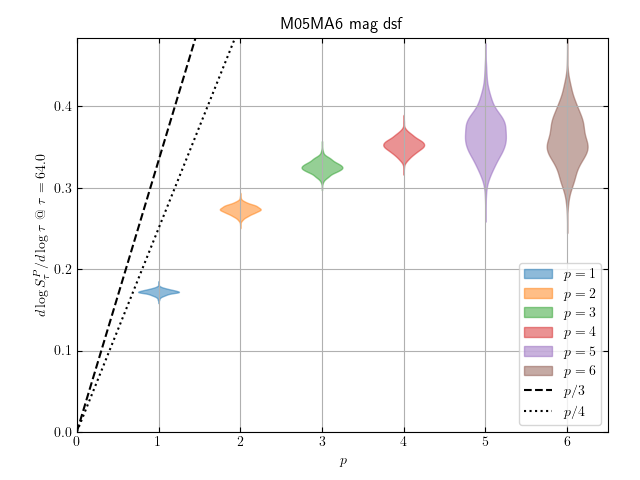 M05MA6 mag dsf
d log S_τ^P / d log τ @ τ = 64.0
0.4
0.3
0.2
0.1
0.0
0 1 2 3 4 5 6
p
p = 1
p = 2
p = 3
p = 4
p = 5
p = 6
p/3
p/4